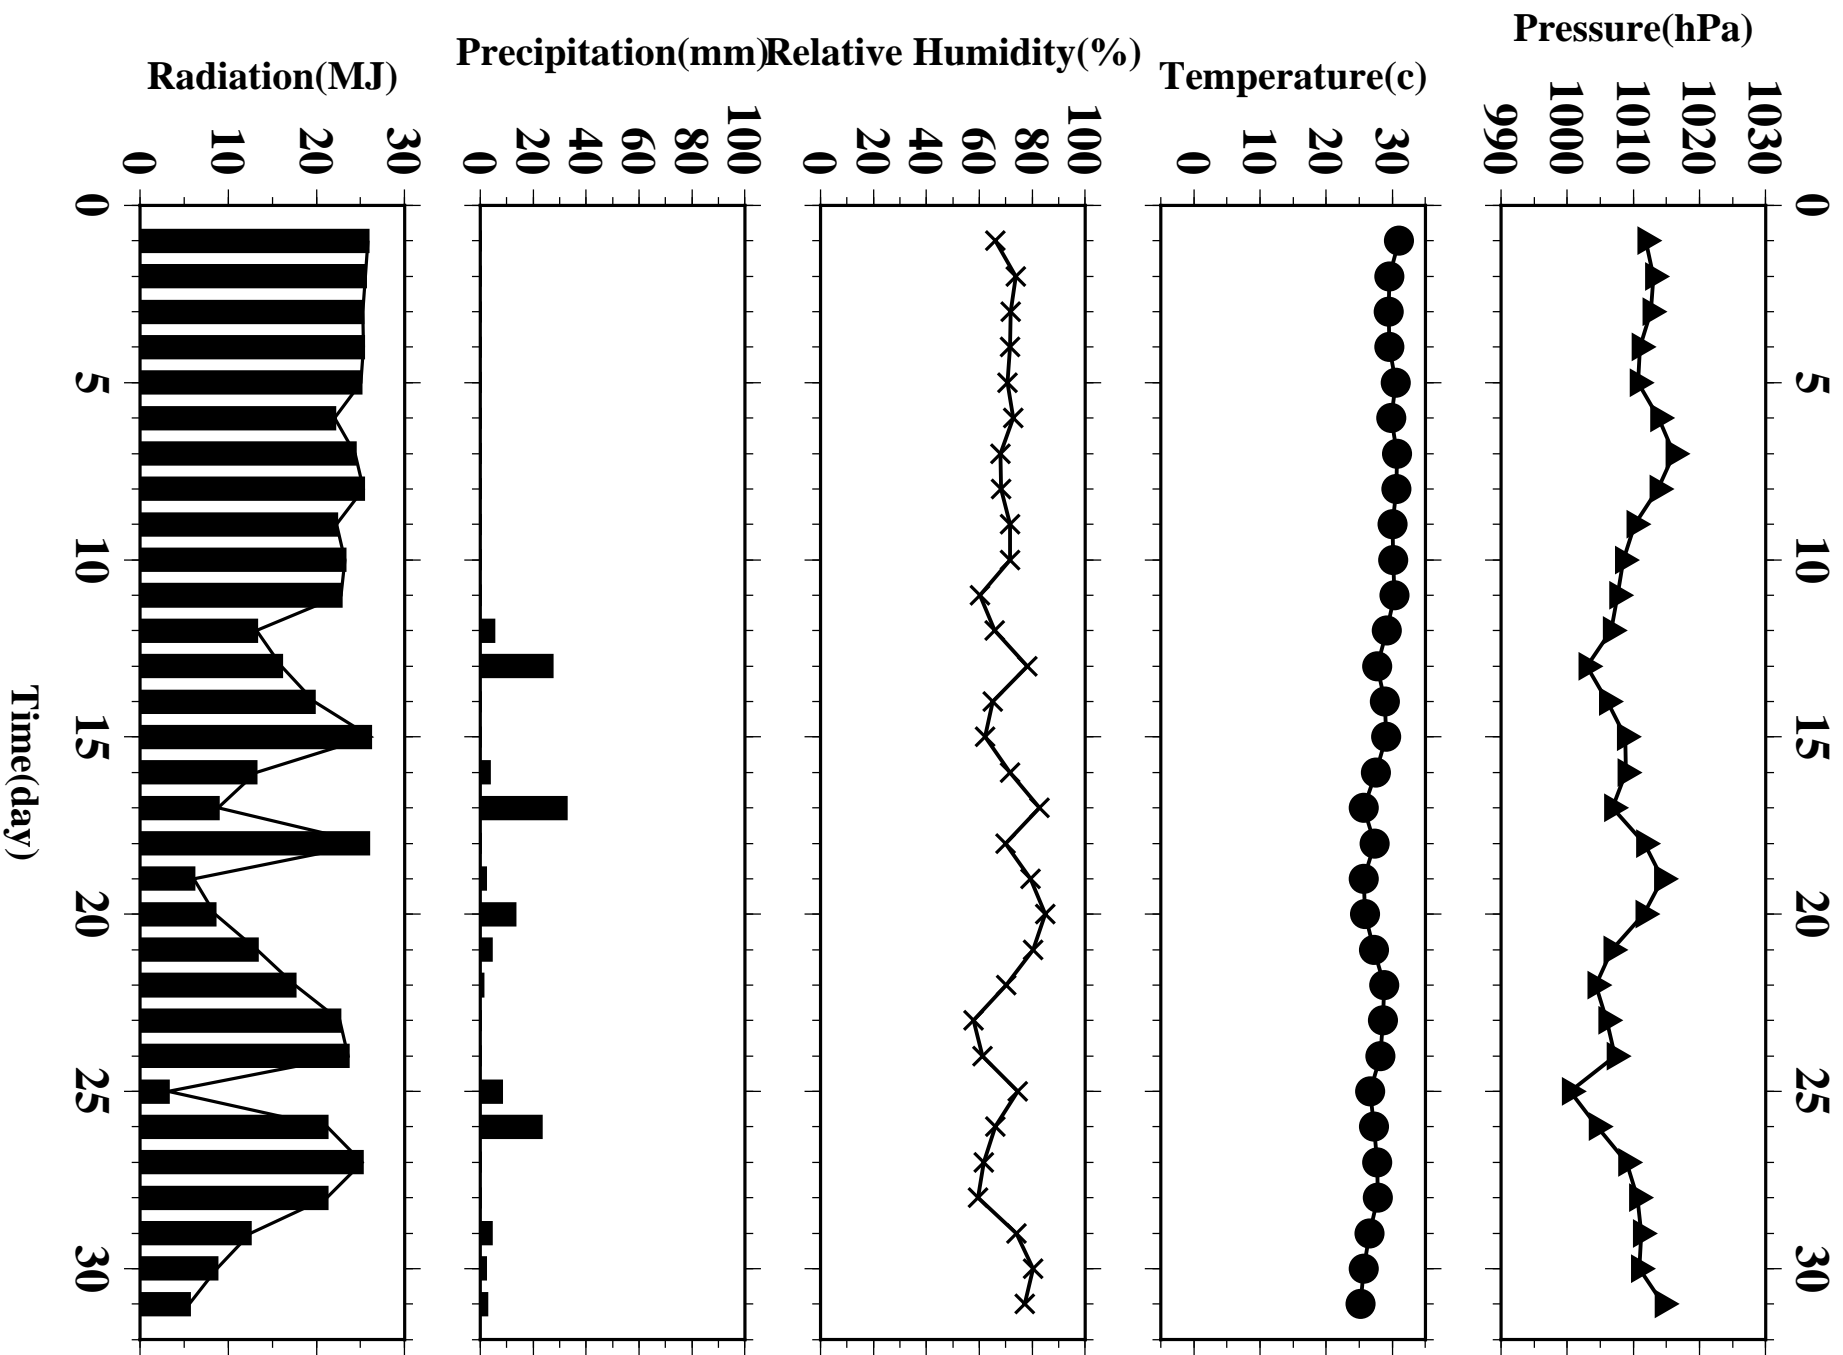 Pressure(hPa)
990 1000 1010 1020 1030
0 5 10 15 20 25 30
Temperature(c)
0 10 20 30
Relative Humidity(%)
0 20 40 60 80 100
Precipitation(mm)
0 20 40 60 80 100
Radiation(MJ)
0 10 20 30
0 5 10 15 20 25 30
Time(day)